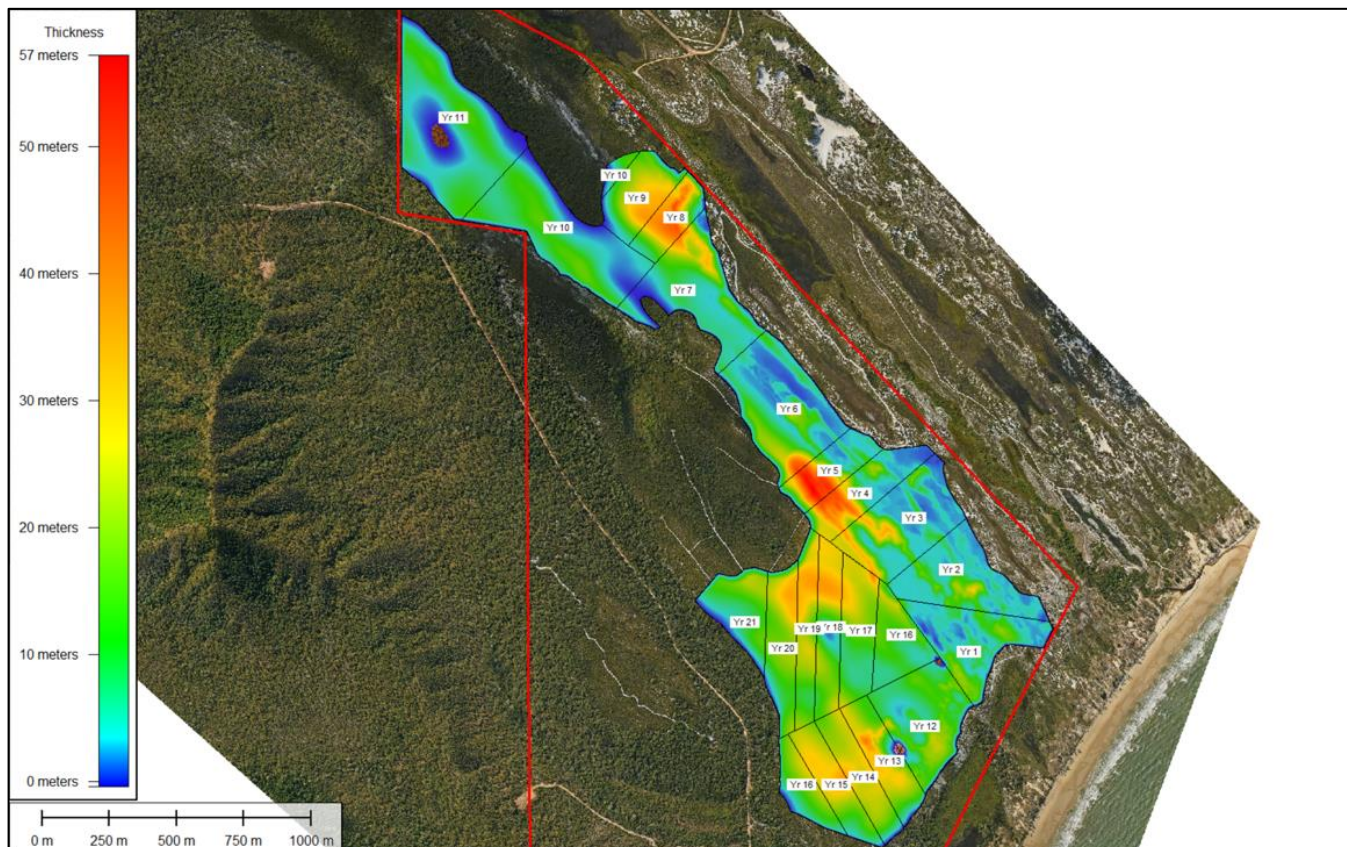 Thickness
57 meters
50 meters
40 meters
30 meters
20 meters
10 meters
0 meters
0 m 250 m 500 m 750 m 1000 m
Yr 11
Yr 10
Yr 9
Yr 8
Yr 10
Yr 7
Yr 6
Yr 5
Yr 4
Yr 3
Yr 2
Yr 21
Yr 19
r 18
Yr 17
Yr 16
Yr 20
Yr 1
Yr 12
Yr 13
Yr 14
Yr 15
Yr 16